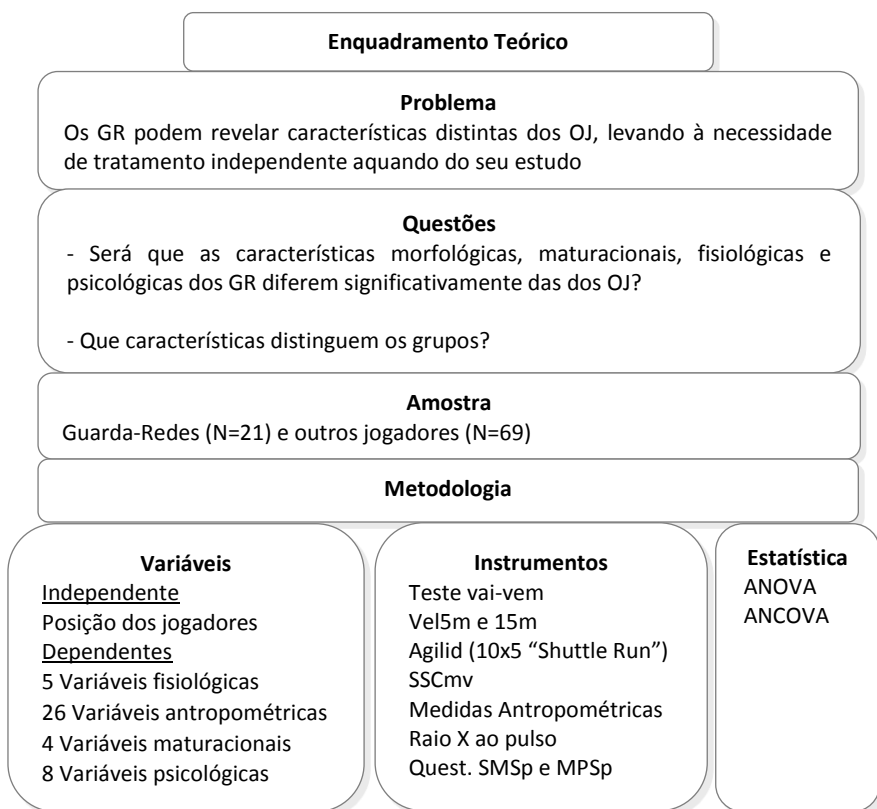 Enquadramento Teórico
Problema
Os GR podem revelar características distintas dos OJ, levando à necessidade
de tratamento independente aquando do seu estudo
Questões
- Será que as características morfológicas, maturacionais, fisiológicas e
psicológicas dos GR diferem significativamente das dos OJ?
- Que características distinguem os grupos?
Amostra
Guarda-Redes (N=21) e outros jogadores (N=69)
Metodologia
Variáveis
Independente
Posição dos jogadores
Dependentes
5 Variáveis fisiológicas
26 Variáveis antropométricas
4 Variáveis maturacionais
8 Variáveis psicológicas
Instrumentos
Teste vai-vem
Vel5m e 15m
Agilid (10x5 “Shuttle Run”)
SSCmv
Medidas Antropométricas
Raio X ao pulso
Quest. SMSp e MPSp
Estatística
ANOVA
ANCOVA